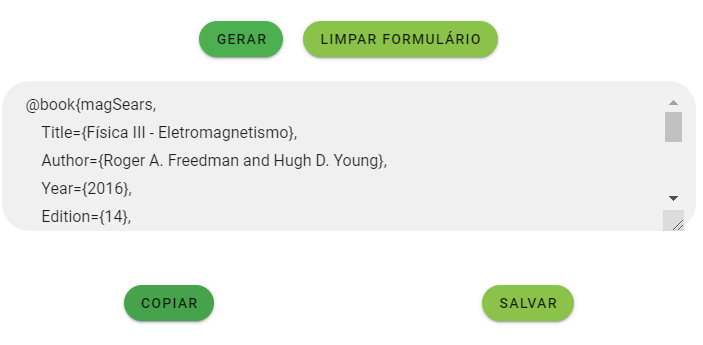 GERAR
LIMPAR FORMULÁRIO
@book{magSears,
Title={Física III - Eletromagnetismo},
Author={Roger A. Freedman and Hugh D. Young},
Year={2016},
Edition={14},
COPIAR
SALVAR